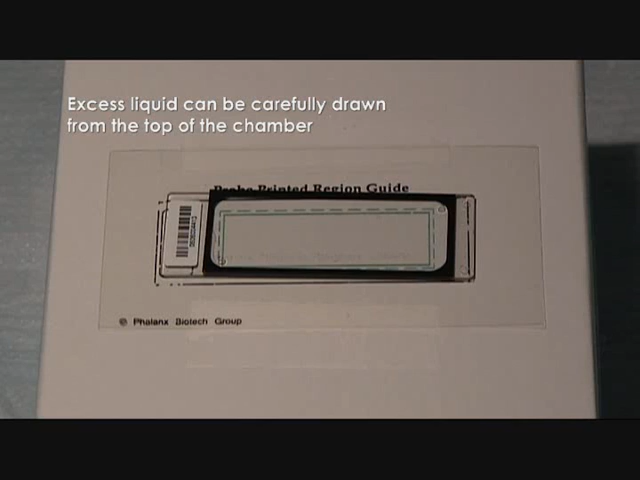 Excess liquid can be carefully drawn
from the top of the chamber
Probe Printed Region Guide
© Phalanx Biotech Group